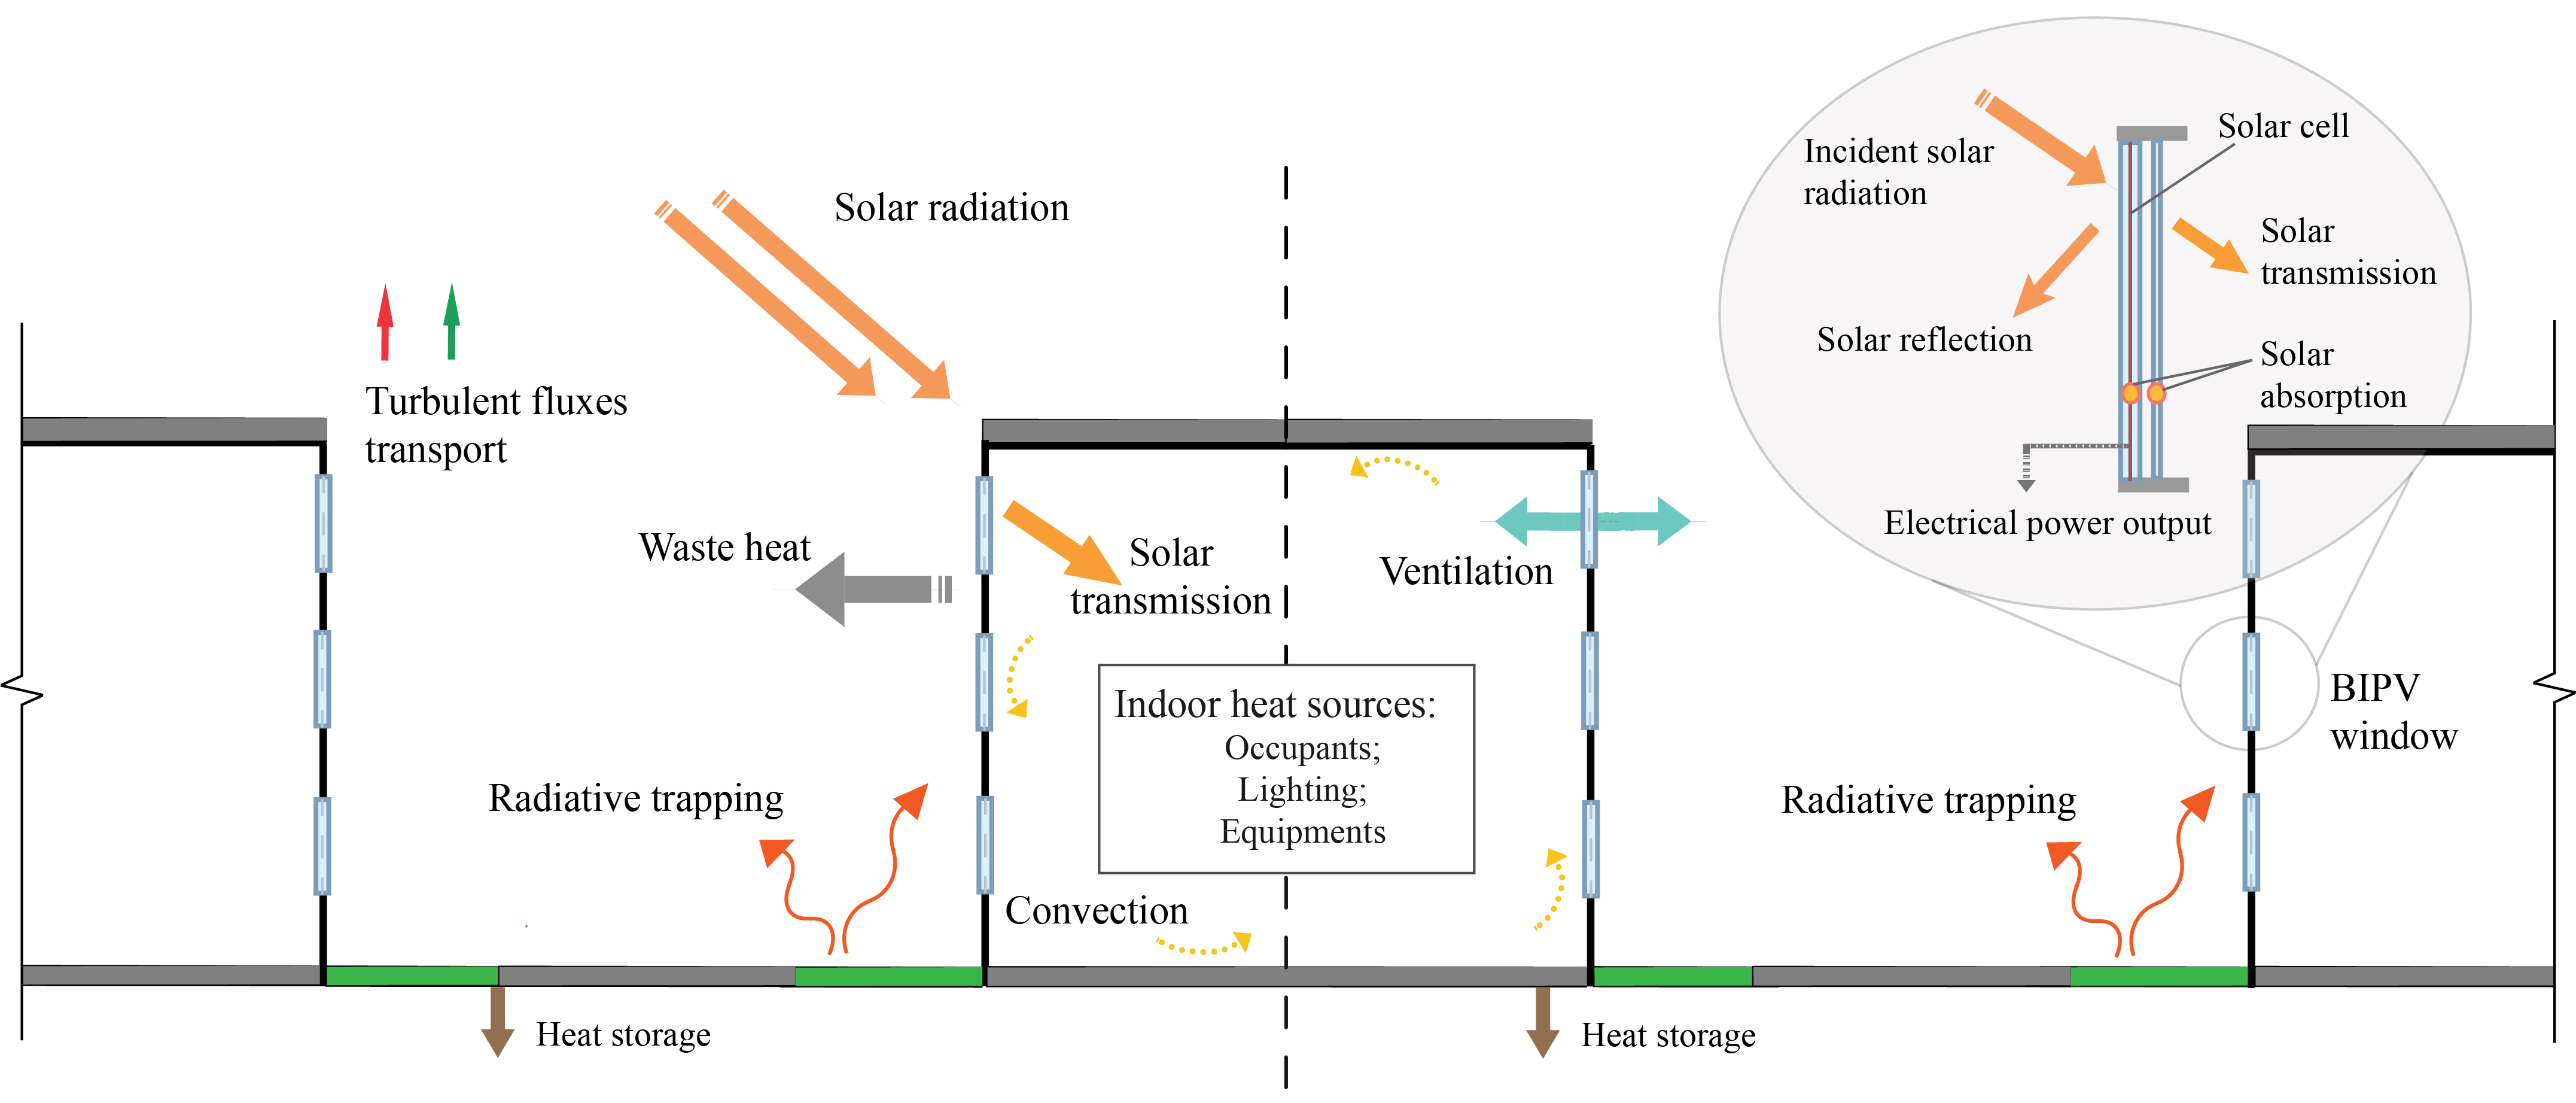 Solar cell
Incident solar
radiation
Solar radiation
Solar
transmission
Solar reflection
Solar
absorption
Turbulent fluxes
transport
Electrical power output
Waste heat
Solar
transmission
Ventilation
BIPV
window
Indoor heat sources:
Occupants;
Lighting;
Equipments
Radiative trapping
Radiative trapping
Convection
Heat storage
Heat storage